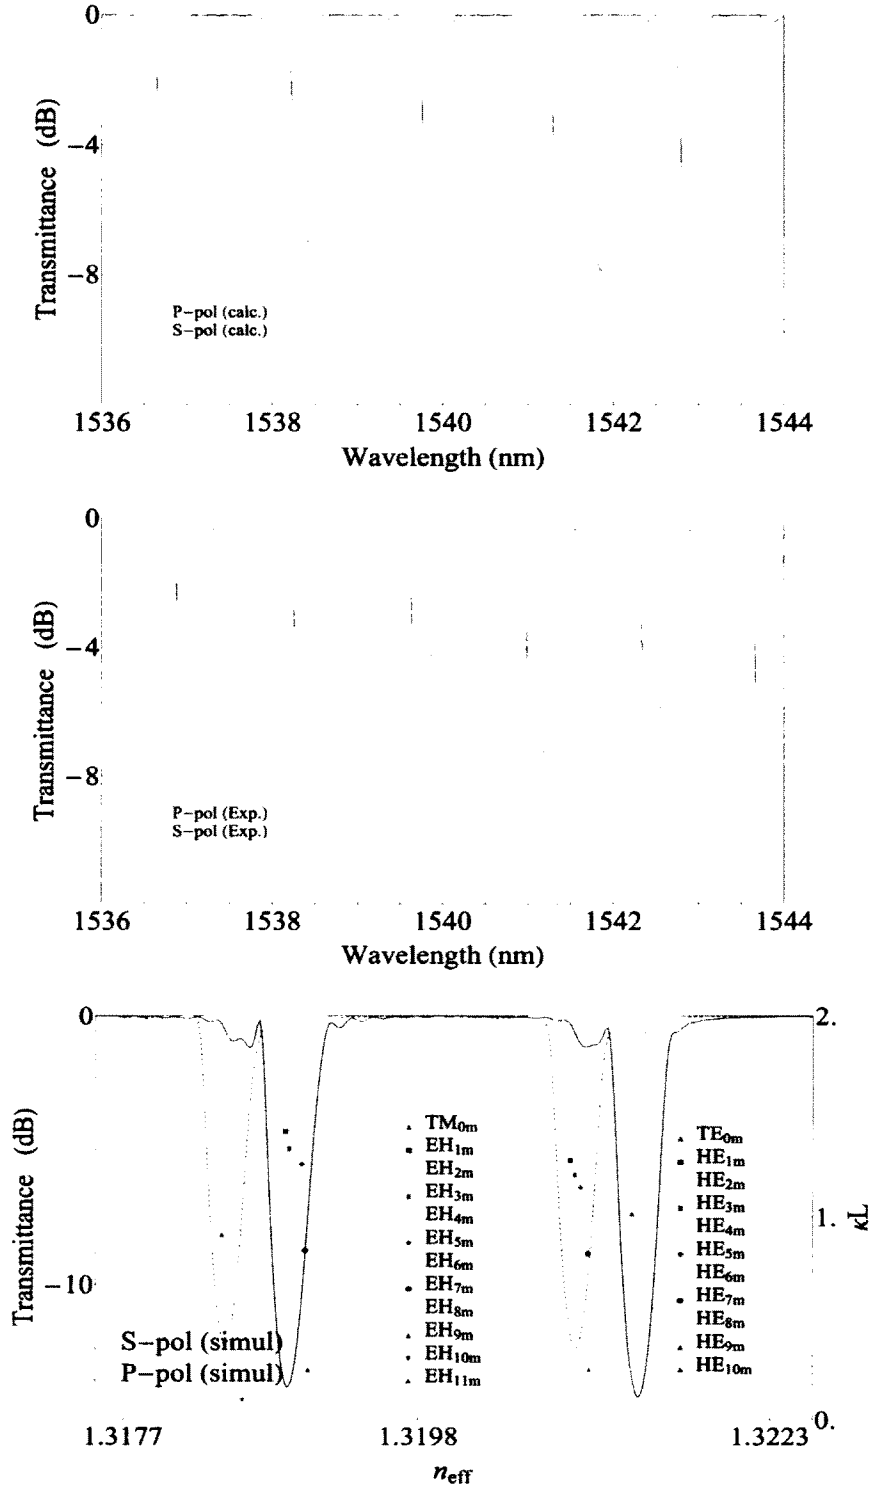 0
−4
−8
Transmittance (dB)
P−pol (calc.)
S−pol (calc.)
1536 1538 1540 1542 1544
Wavelength (nm)
0
−4
−8
Transmittance (dB)
P−pol (Exp.)
S−pol (Exp.)
1536 1538 1540 1542 1544
Wavelength (nm)
0
−10
Transmittance (dB)
2.
1.
0.
κL
TM0m
EH1m
EH2m
EH3m
EH4m
EH5m
EH6m
EH7m
EH8m
EH9m
EH10m
EH11m
TE0m
HE1m
HE2m
HE3m
HE4m
HE5m
HE6m
HE7m
HE8m
HE9m
HE10m
S−pol (simul)
P−pol (simul)
1.3177 1.3198 1.3223
neff